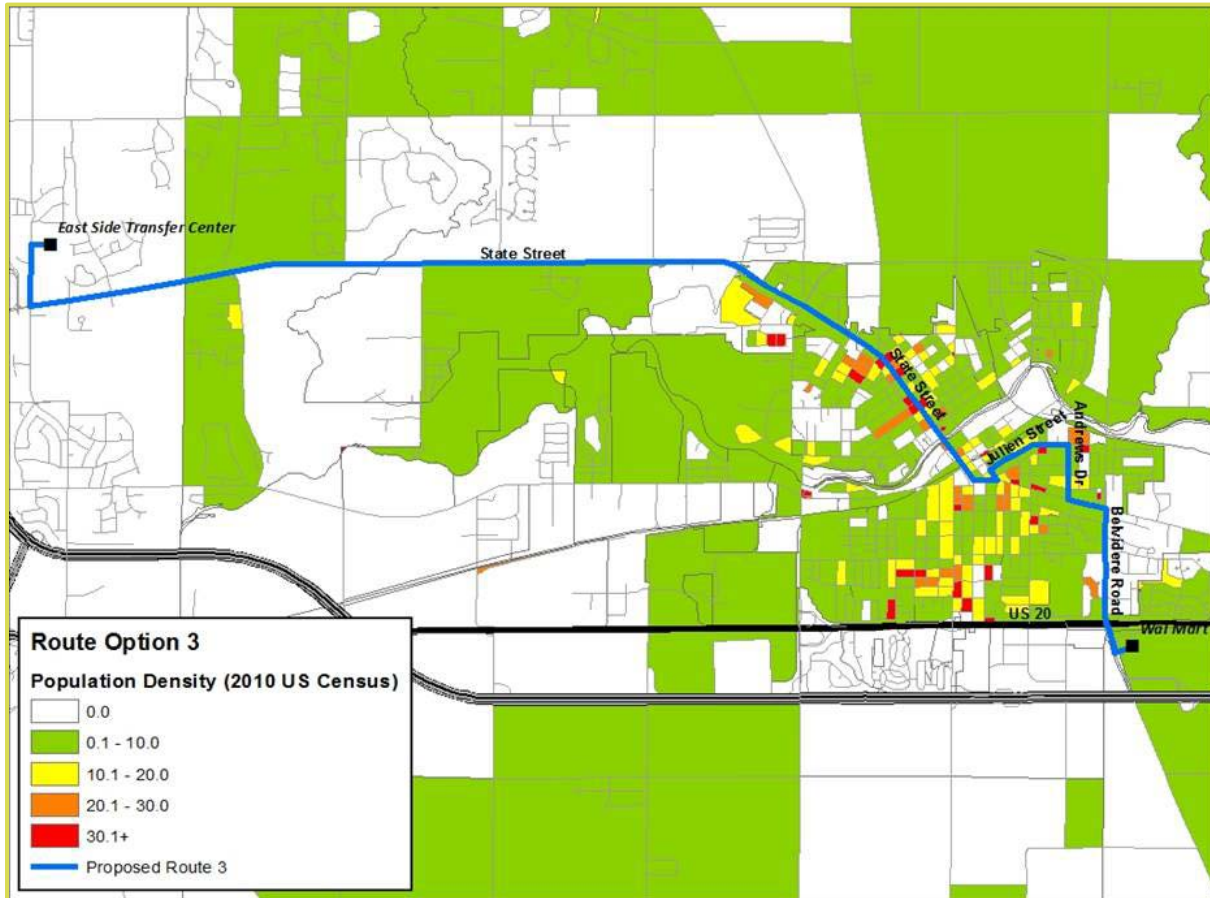 East Side Transfer Center
State Street
State Street
Julien Street
Andrews Dr
Belvidere Road
US 20
Wal Mart
Route Option 3
Population Density (2010 US Census)
0.0
0.1 - 10.0
10.1 - 20.0
20.1 - 30.0
30.1+
Proposed Route 3